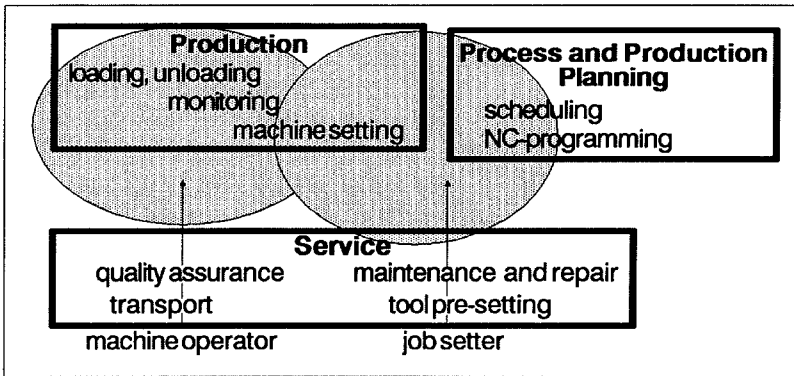 Production
loading, unloading
monitoring
machine setting
Process and Production
Planning
scheduling
NC-programming
Service
quality assurance maintenance and repair
transport tool pre-setting
machine operator job setter